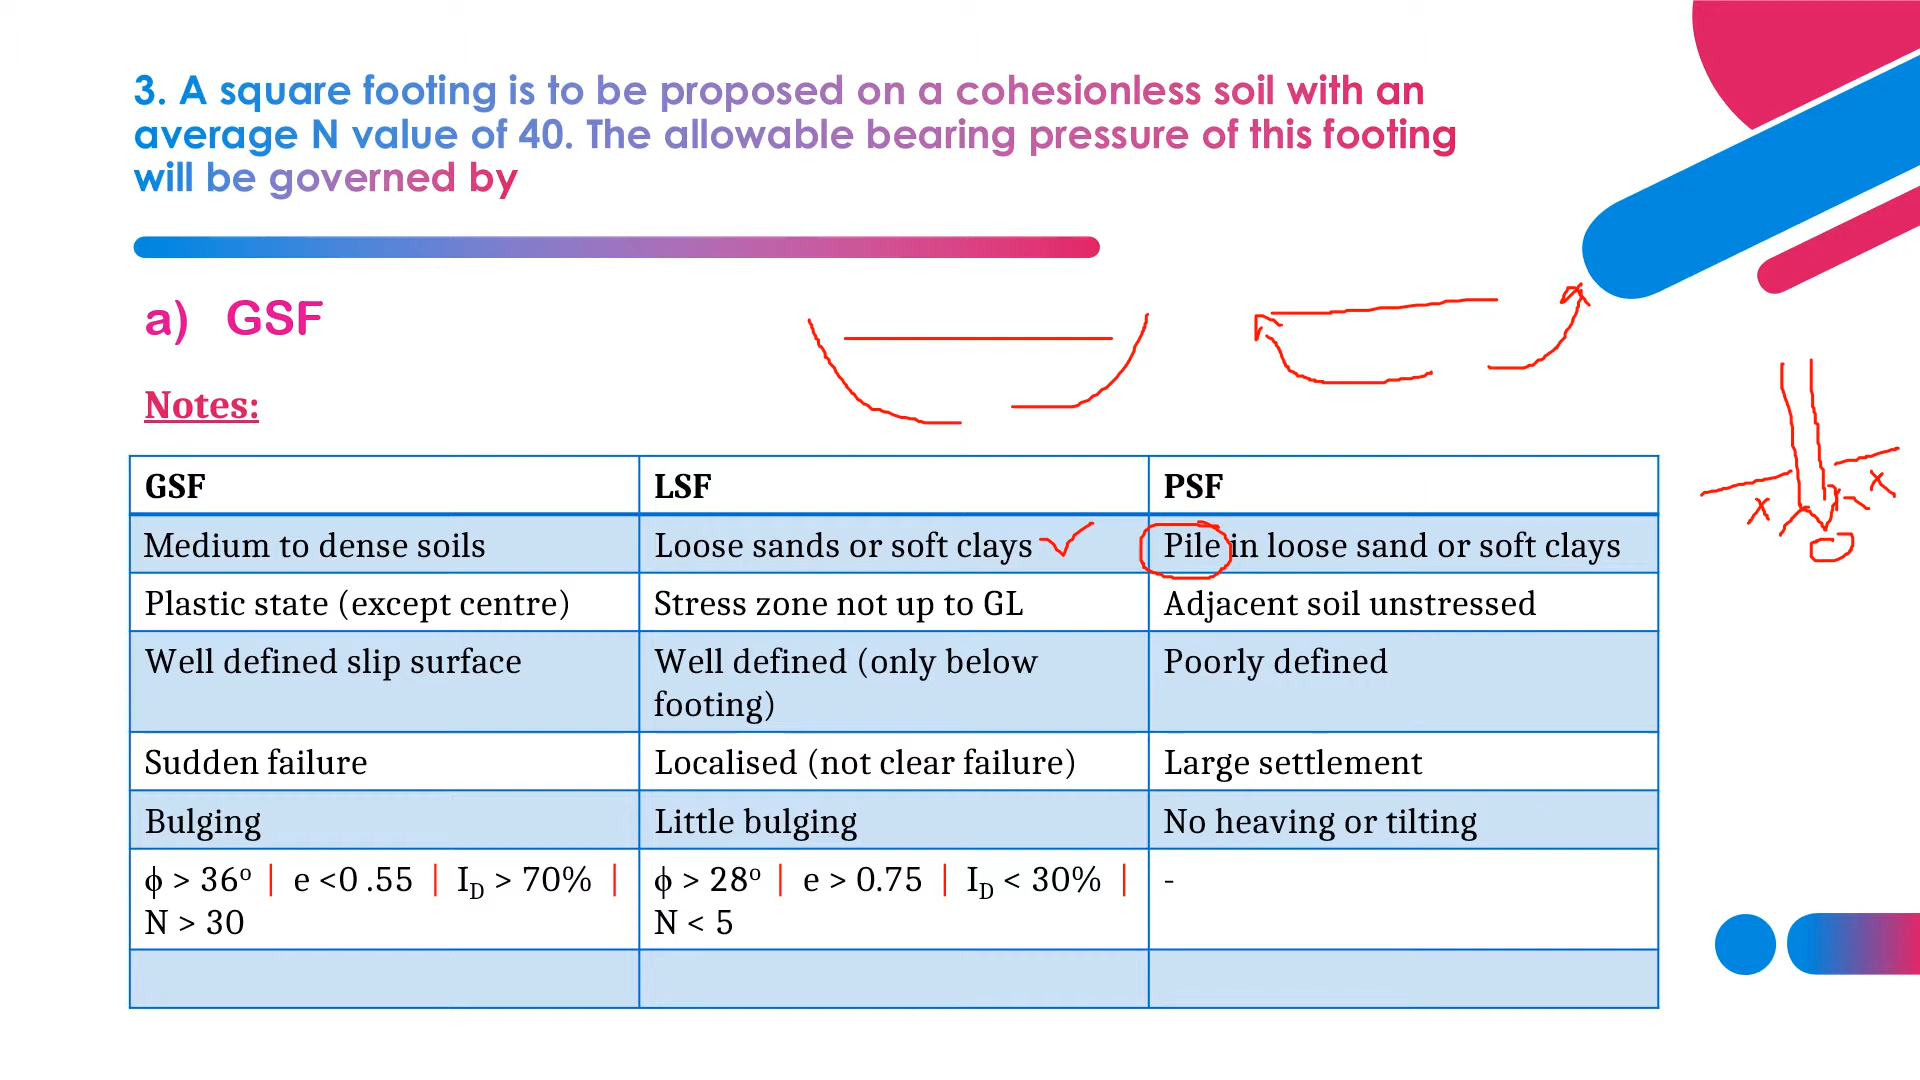 3. A square footing is to be proposed on a cohesionless soil with an
average N value of 40. The allowable bearing pressure of this footing
will be governed by
a) GSF
Notes:
GSF LSF PSF
Medium to dense soils Loose sands or soft clays Pile in loose sand or soft clays
Plastic state (except centre) Stress zone not up to GL Adjacent soil unstressed
Well defined slip surface Well defined (only below Poorly defined
footing)
Sudden failure Localised (not clear failure) Large settlement
Bulging Little bulging No heaving or tilting
ϕ > 36° | e <0 .55 | I_D > 70% | ϕ > 28° | e > 0.75 | I_D < 30% | -
N > 30 N < 5